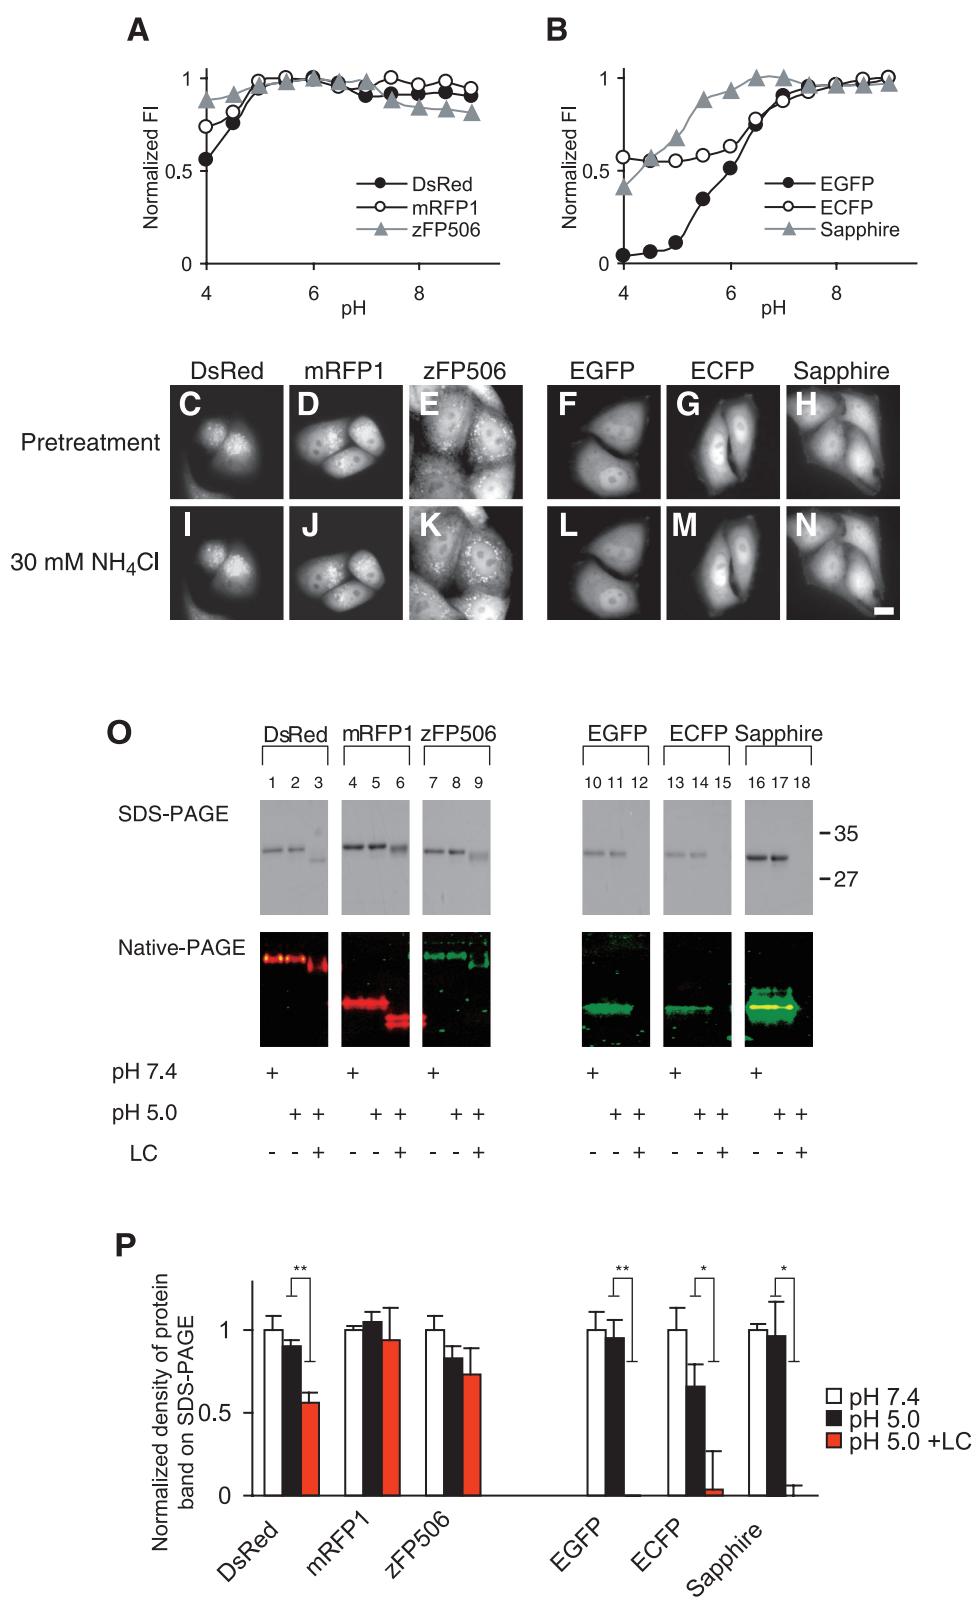 A
B
1
0.5
0
Normalized FI
DsRed
mRFP1
zFP506
4 6 8
pH
1
0.5
0
Normalized FI
EGFP
ECFP
Sapphire
4 6 8
pH
DsRed mRFP1 zFP506 EGFP ECFP Sapphire
Pretreatment
C D E F G H
30 mM NH₄Cl
I J K L M N
O
DsRed mRFP1 zFP506 EGFP ECFP Sapphire
1 2 3 4 5 6 7 8 9 10 11 12 13 14 15 16 17 18
SDS-PAGE
35
27
Native-PAGE
pH 7.4 + + + + + +
pH 5.0 + + + + + + + + + + + +
LC - - + - - + - - + - - + - - + - - +
P
Normalized density of protein
band on SDS-PAGE
1
0.5
0
** ** * *
pH 7.4
pH 5.0
pH 5.0 +LC
DsRed mRFP1 zFP506 EGFP ECFP Sapphire